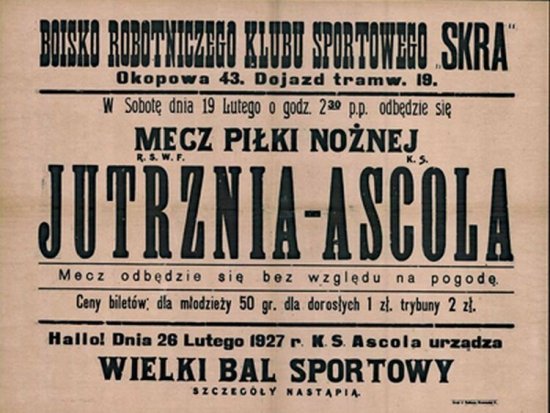 BOISKO ROBOTNICZEGO KLUBU SPORTOWEGO „SKRA"
Okopowa 43. Dojazd tramw. 19.
W Sobotę dnia 19 Lutego o godz. 2³⁰ p.p. odbędzie się
MECZ PIŁKI NOŻNEJ
R. S. W. F. K. S.
JUTRZNIA-ASCOLA
Mecz odbędzie się bez względu na pogodę.
Ceny biletów: dla młodzieży 50 gr. dla dorosłych 1 zł. trybuny 2 zł.
Hallo! Dnia 26 Lutego 1927 r. K. S. Ascola urządza
WIELKI BAL SPORTOWY
SZCZEGÓŁY NASTĄPIĄ.